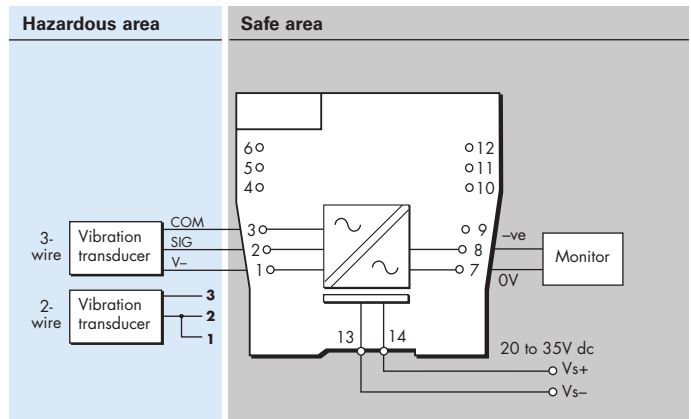 Hazardous area
Safe area
6
5
4
12
11
10
3-
wire
Vibration
transducer
COM
SIG
V–
3
2
1
9
8
7
–ve
0V
Monitor
2-
wire
Vibration
transducer
3
2
1
13
14
20 to 35V dc
Vs+
Vs–